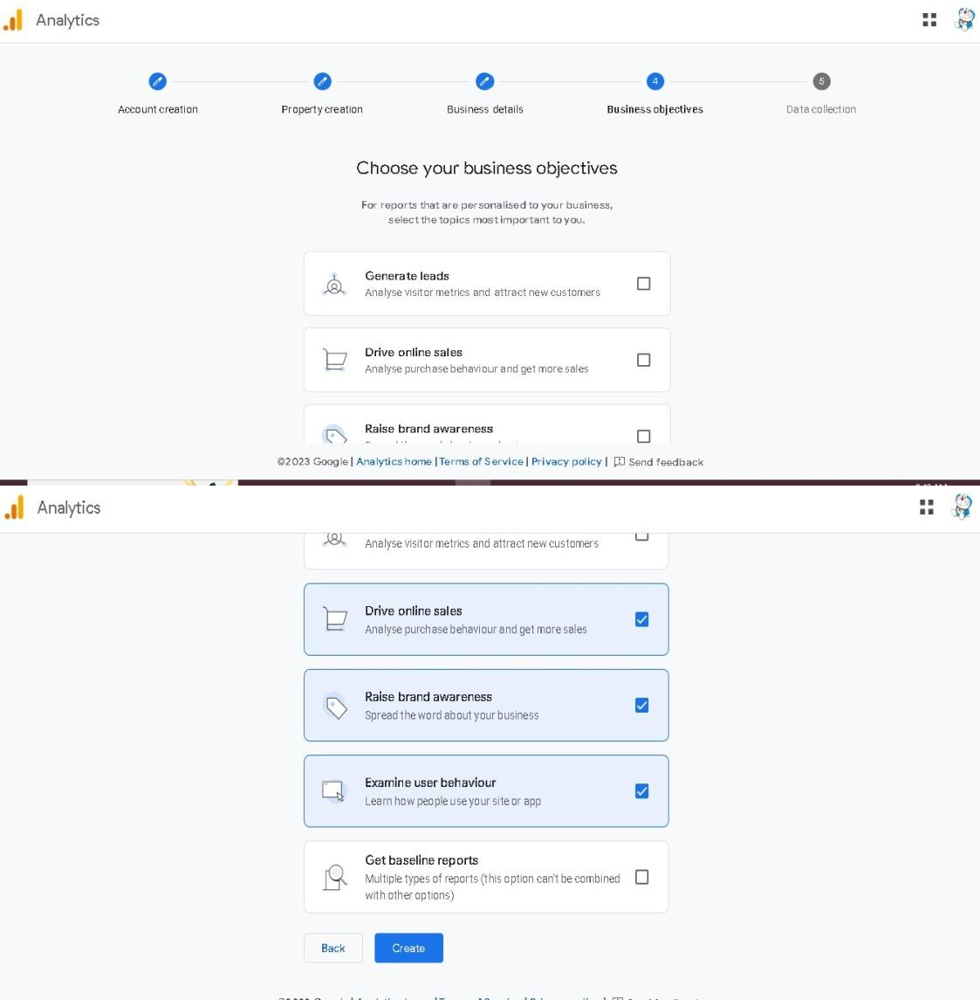 Analytics
4
5
Account creation
Property creation
Business details
Business objectives
Data collection
Choose your business objectives
For reports that are personalised to your business,
select the topics most important to you.
Generate leads
Analyse visitor metrics and attract new customers
Drive online sales
Analyse purchase behaviour and get more sales
Raise brand awareness
©2023 Google | Analytics home | Terms of Service | Privacy policy | Send feedback
Analytics
Analyse visitor metrics and attract new customers
Drive online sales
Analyse purchase behaviour and get more sales
Raise brand awareness
Spread the word about your business
Examine user behaviour
Learn how people use your site or app
Get baseline reports
Multiple types of reports (this option can't be combined
with other options)
Back
Create